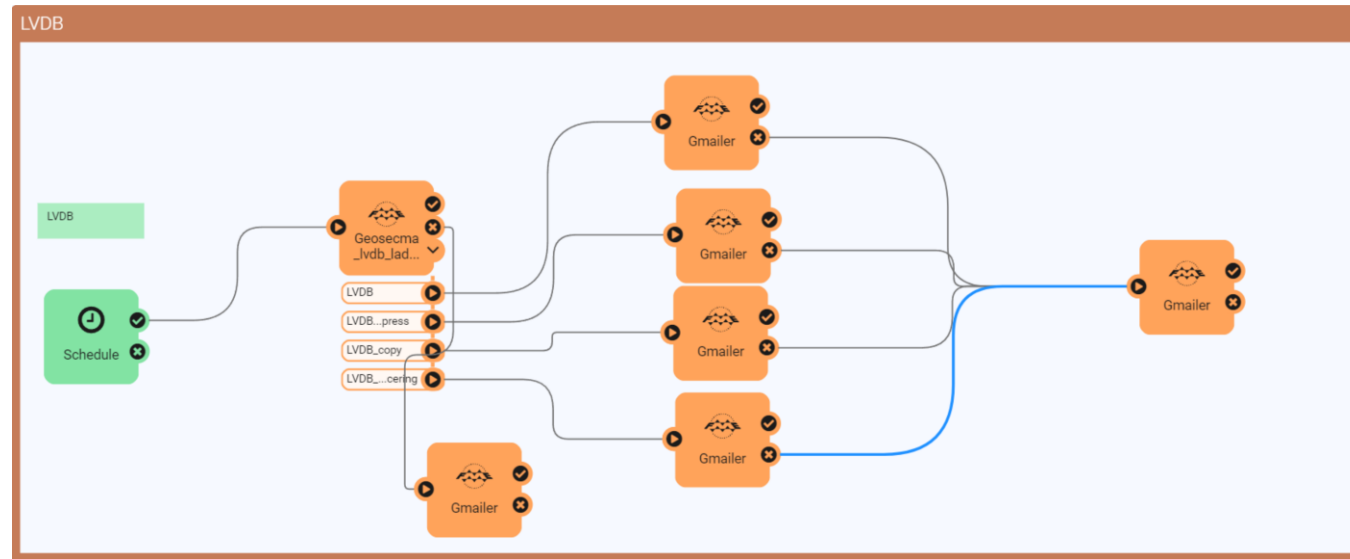 LVDB
LVDB
Schedule
Geosecma
_lvdb_lad...
LVDB
LVDB...press
LVDB_copy
LVDB_...cering
Gmailer
Gmailer
Gmailer
Gmailer
Gmailer
Gmailer